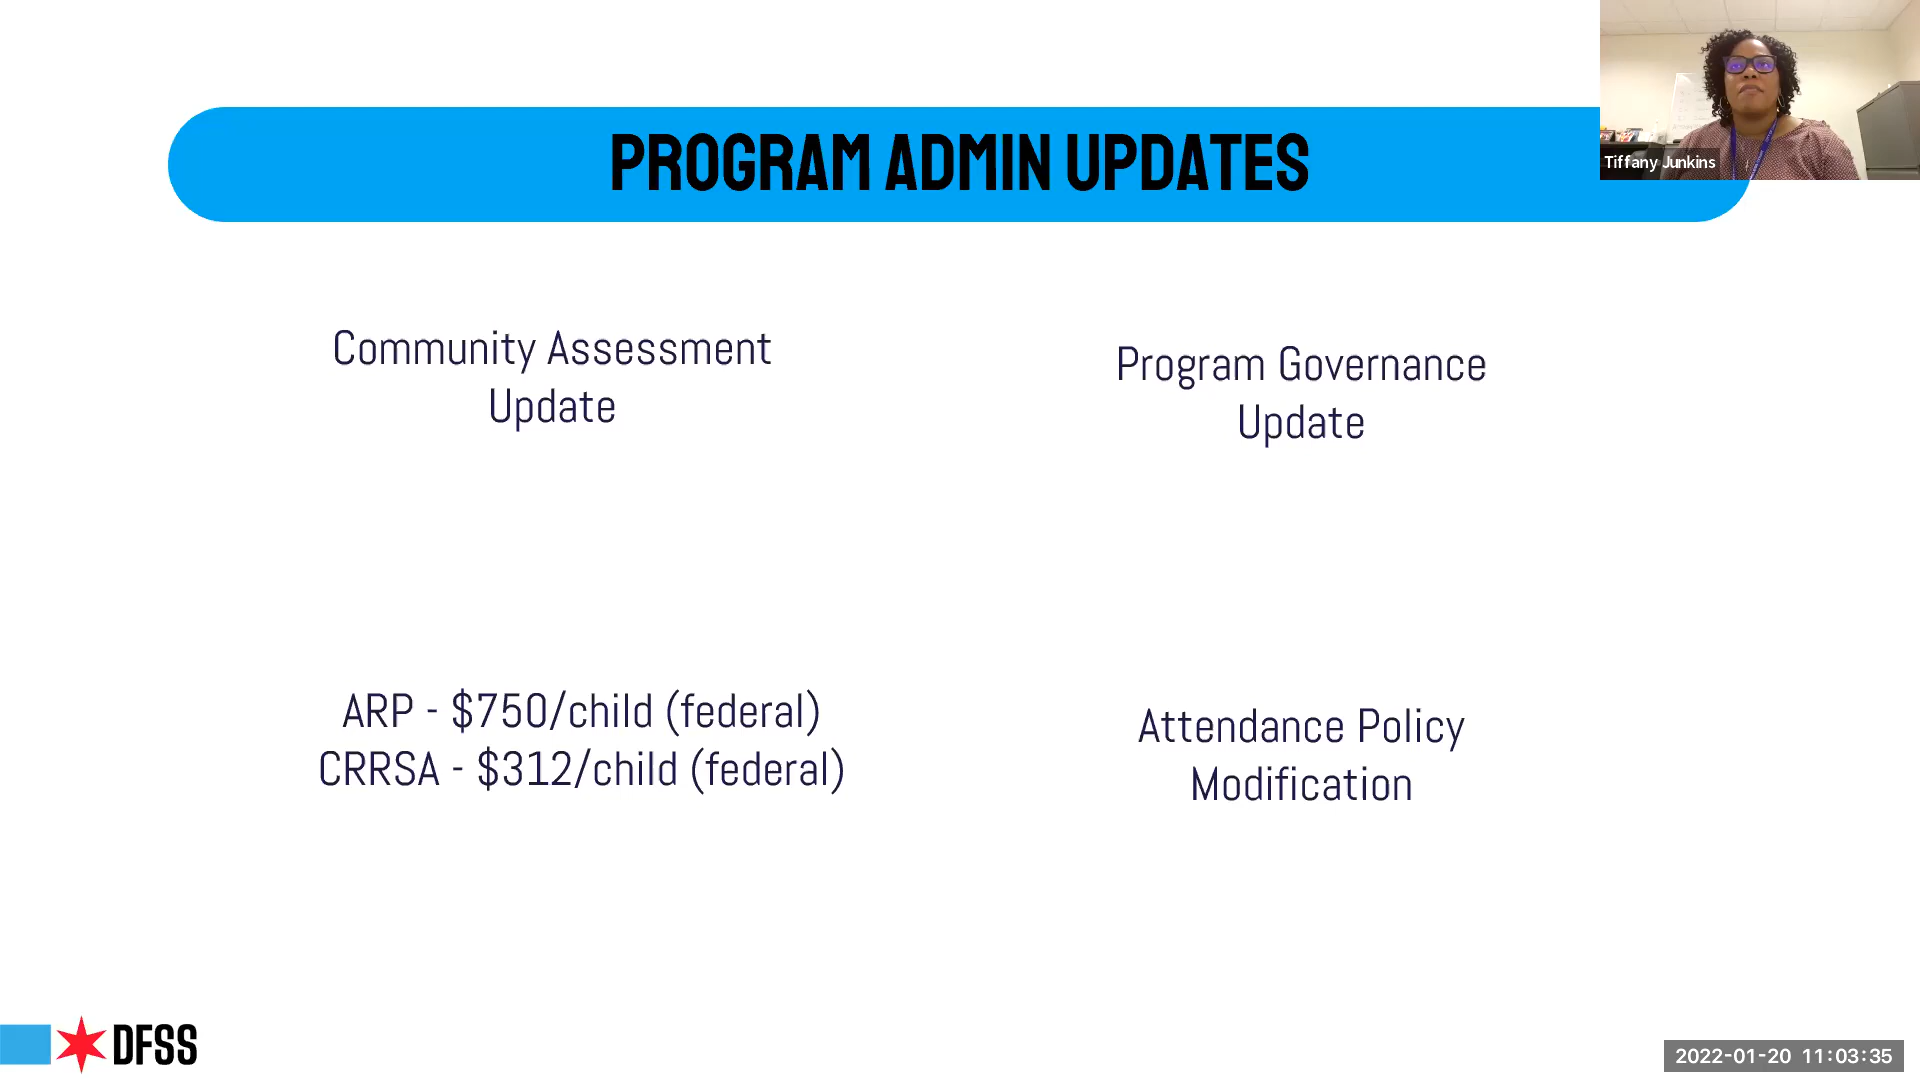 PROGRAM ADMIN UPDATES
Tiffany Junkins
Community Assessment
Update
Program Governance
Update
ARP - $750/child (federal)
CRRSA - $312/child (federal)
Attendance Policy
Modification
DFSS
2022-01-20 11:03:35